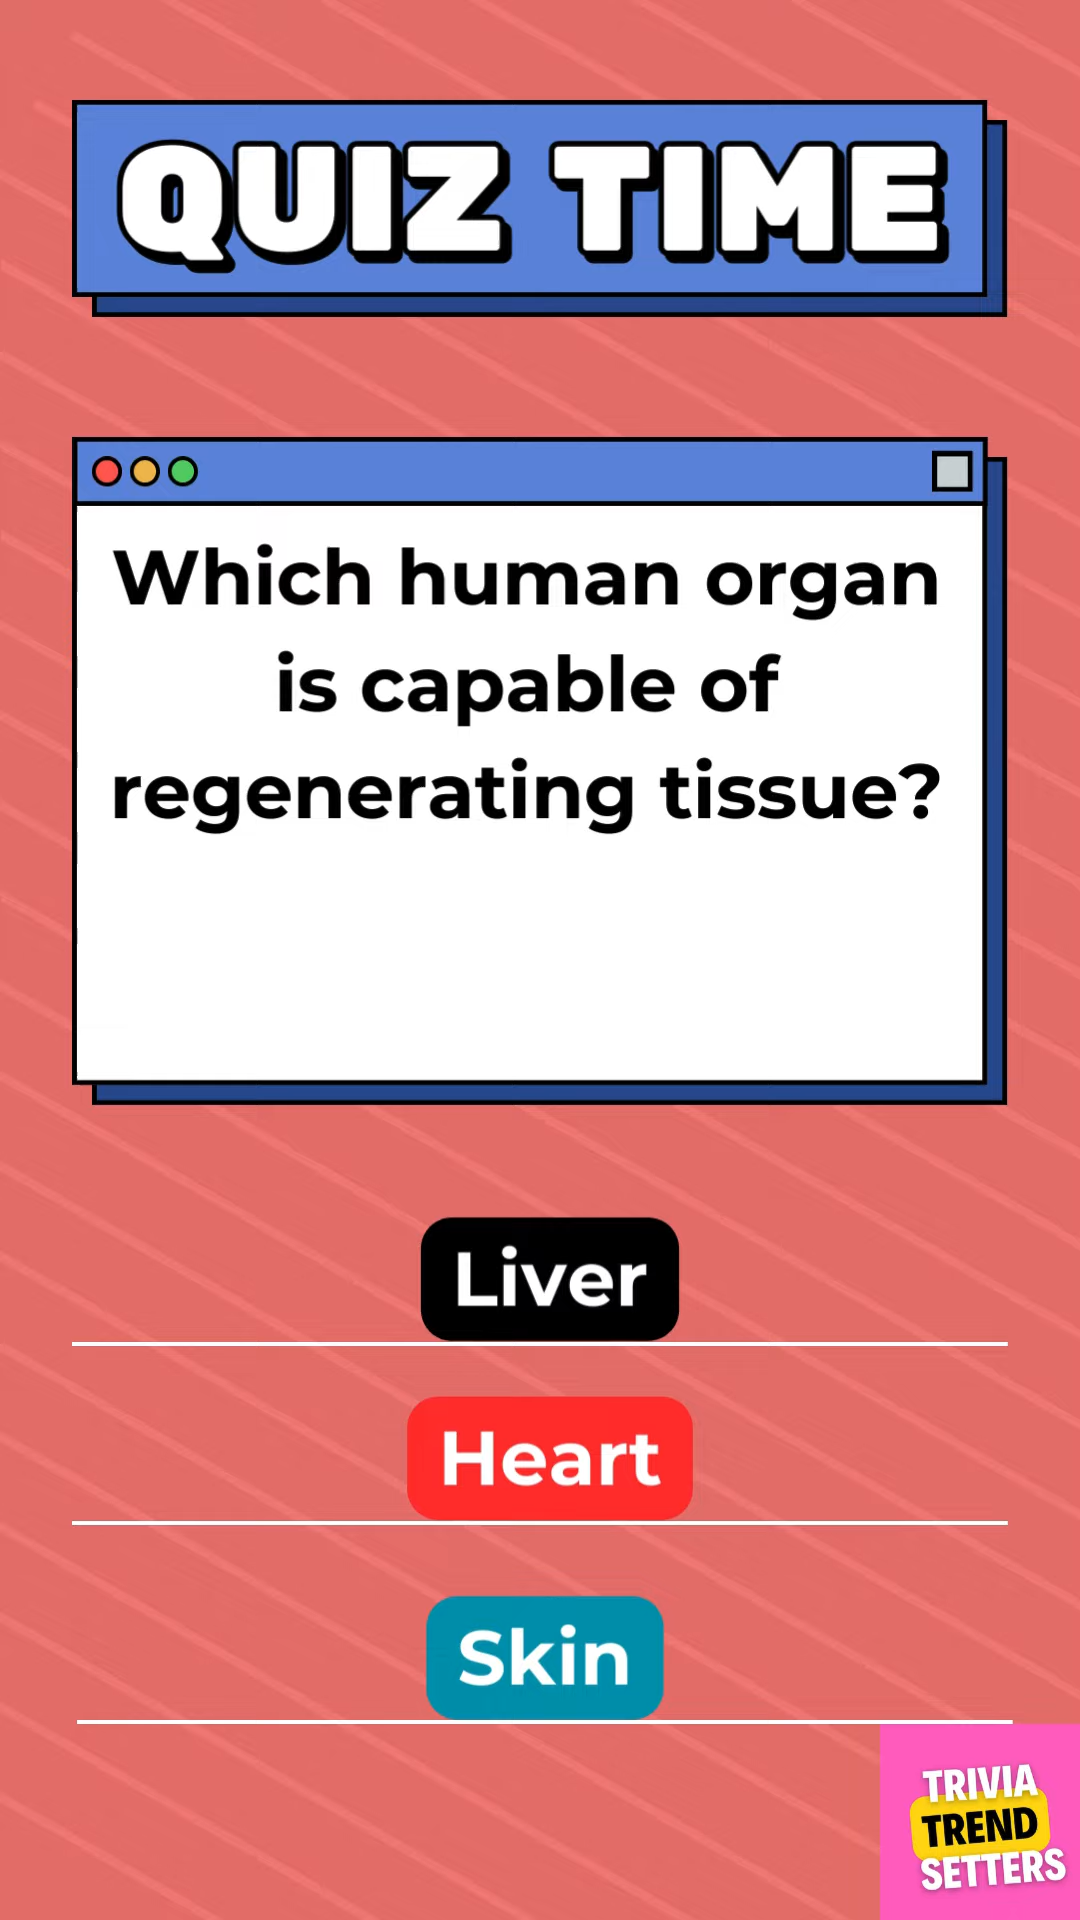 QUIZ TIME
Which human organ
is capable of
regenerating tissue?
Liver
Heart
Skin
TRIVIA
TREND
SETTERS